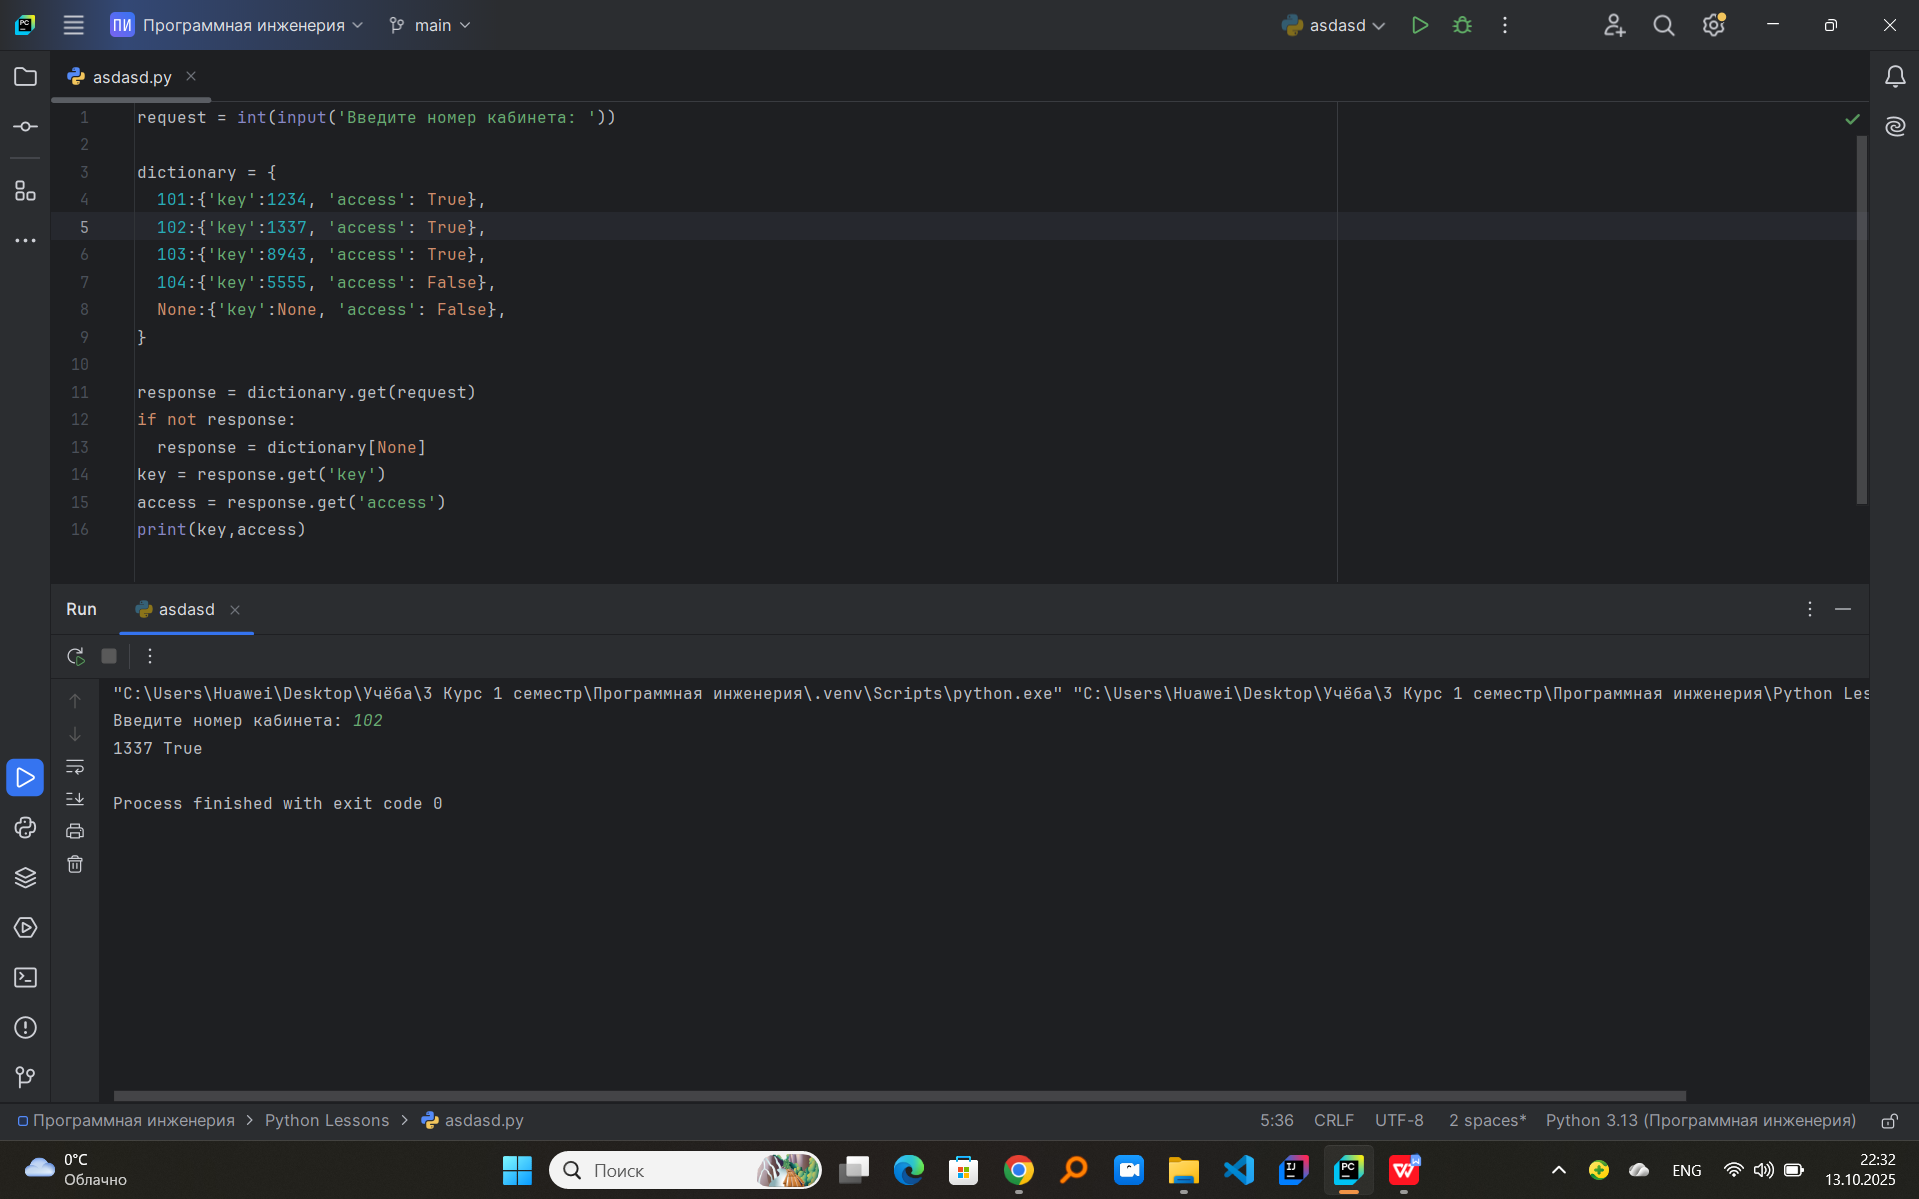 ПИ Программная инженерия main asdasd
asdasd.py
1 request = int(input('Введите номер кабинета: '))
2
3 dictionary = {
4 101:{'key':1234, 'access': True},
5 102:{'key':1337, 'access': True},
6 103:{'key':8943, 'access': True},
7 104:{'key':5555, 'access': False},
8 None:{'key':None, 'access': False},
9 }
10
11 response = dictionary.get(request)
12 if not response:
13 response = dictionary[None]
14 key = response.get('key')
15 access = response.get('access')
16 print(key,access)
Run asdasd
"C:\Users\Huawei\Desktop\Учёба\3 Курс 1 семестр\Программная инженерия\.venv\Scripts\python.exe" "C:\Users\Huawei\Desktop\Учёба\3 Курс 1 семестр\Программная инженерия\Python Les
Введите номер кабинета: 102
1337 True
Process finished with exit code 0
Программная инженерия > Python Lessons > asdasd.py 5:36 CRLF UTF-8 2 spaces* Python 3.13 (Программная инженерия)
0°C
Облачно
Поиск
ENG
22:32
13.10.2025